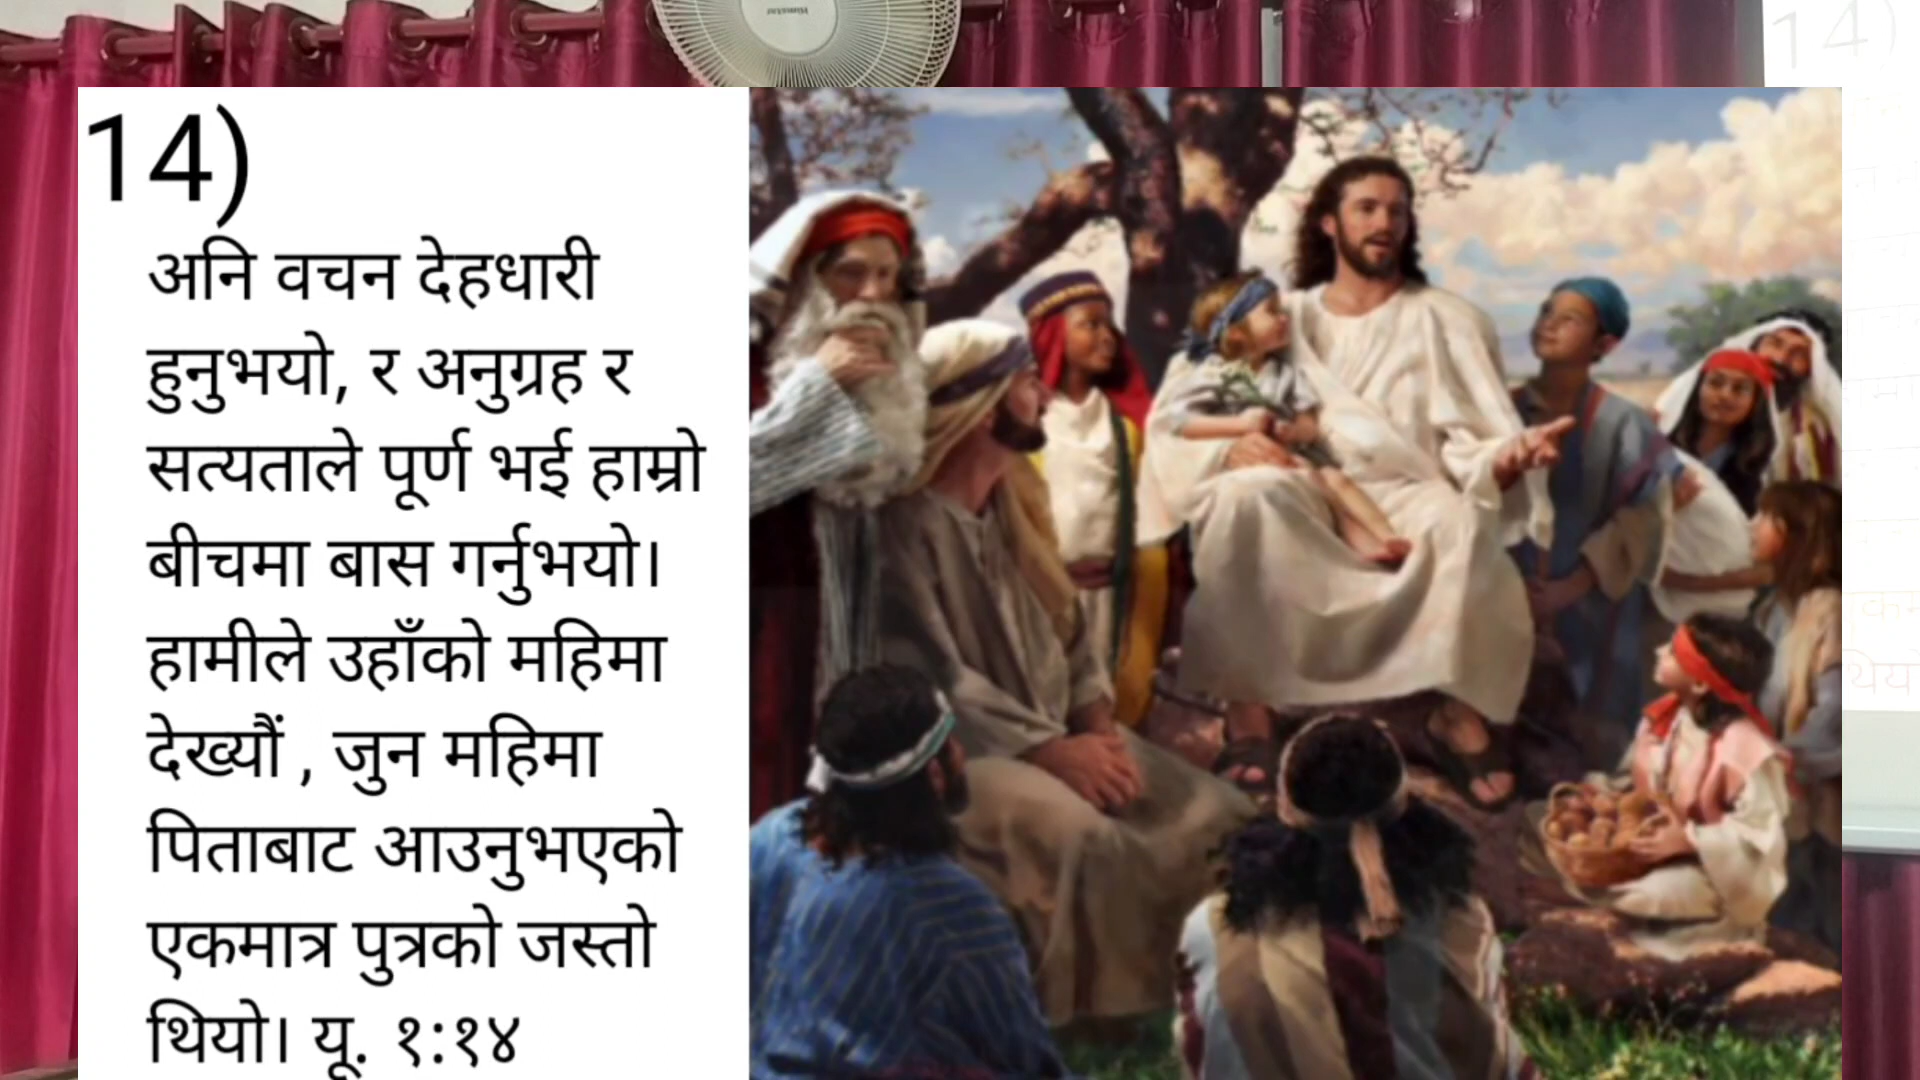 14)
अनि वचन देहधारी
हुनुभयो, र अनुग्रह र
सत्यताले पूर्ण भई हाम्रो
बीचमा बास गर्नुभयो।
हामीले उहाँको महिमा
देख्यौं , जुन महिमा
पिताबाट आउनुभएको
एकमात्र पुत्रको जस्तो
थियो। यू. १:१४
14)